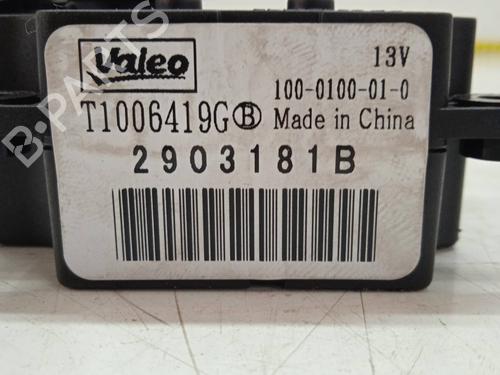 Valeo
13V
100-0100-01-0
T1006419G Ⓑ Made in China
2903181B
B-PARTS